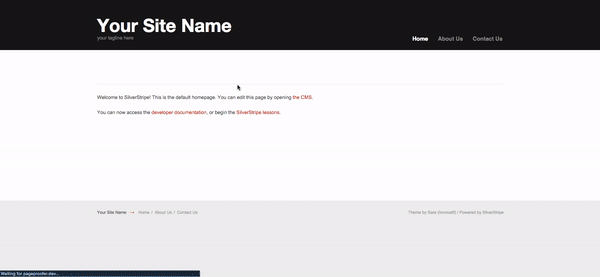 Your Site Name
your tagline here
Home About Us Contact Us
Welcome to SilverStripe! This is the default homepage. You can edit this page by opening the CMS.
You can now access the developer documentation, or begin the SilverStripe lessons.
Your Site Name → Home / About Us / Contact Us
Theme by Sara (Innovatif) / Powered by SilverStripe
Waiting for pageproofer.dev...